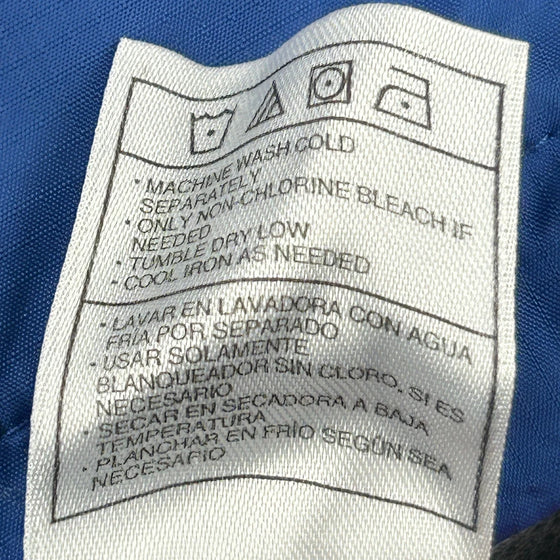 • MACHINE WASH COLD
SEPARATELY
• ONLY NON-CHLORINE BLEACH IF
NEEDED
• TUMBLE DRY LOW
• COOL IRON AS NEEDED
• LAVAR EN LAVADORA CON AGUA
FRIA POR SEPARADO
• USAR SOLAMENTE
BLANQUEADOR SIN CLORO, SI ES
NECESARIO
• SECAR EN SECADORA A BAJA
TEMPERATURA
• PLANCHAR EN FRÍO SEGÚN SEA
NECESARIO